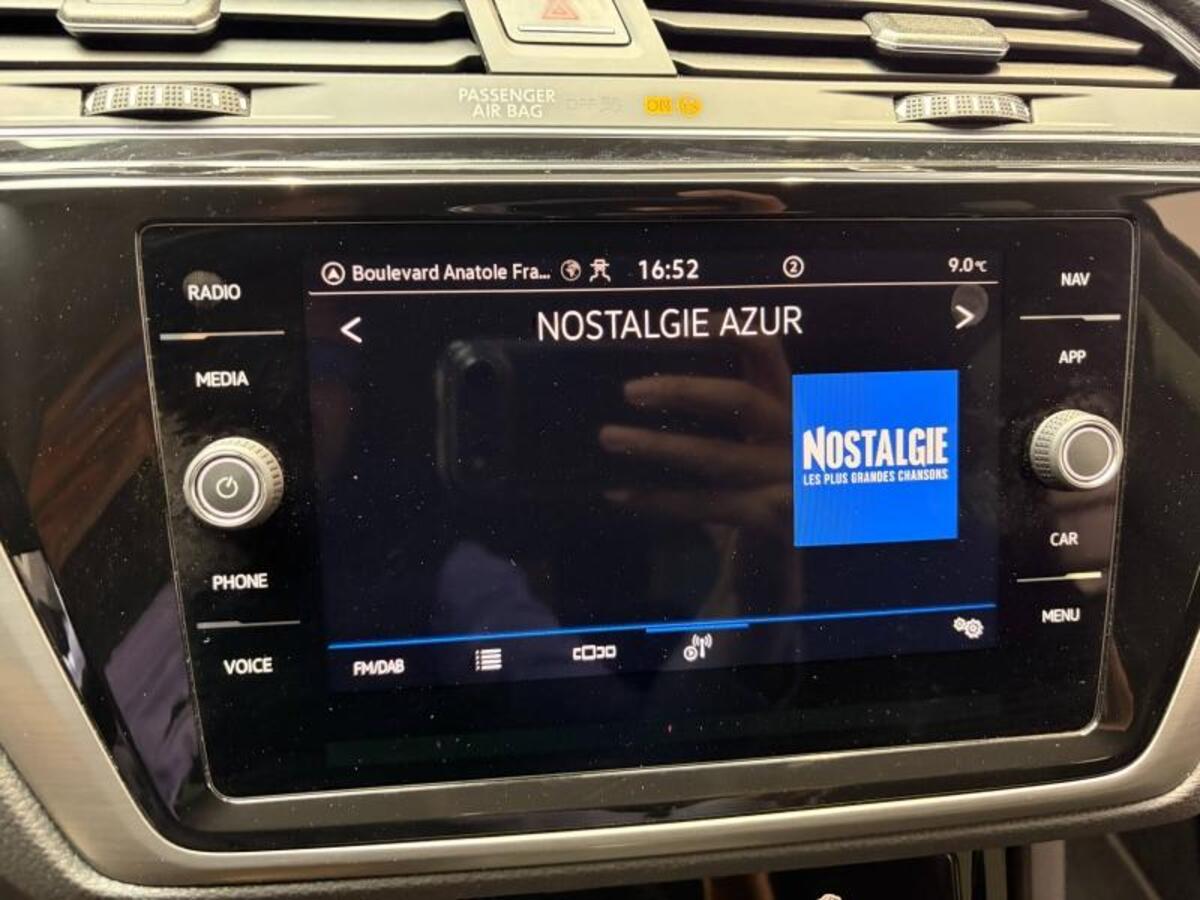 PASSENGER
AIR BAG
OFF
ON
RADIO
MEDIA
PHONE
VOICE
Boulevard Anatole Fra...
16:52
2
9.0°C
< NOSTALGIE AZUR >
NOSTALGIE
LES PLUS GRANDES CHANSONS
FM/DAB
NAV
APP
CAR
MENU